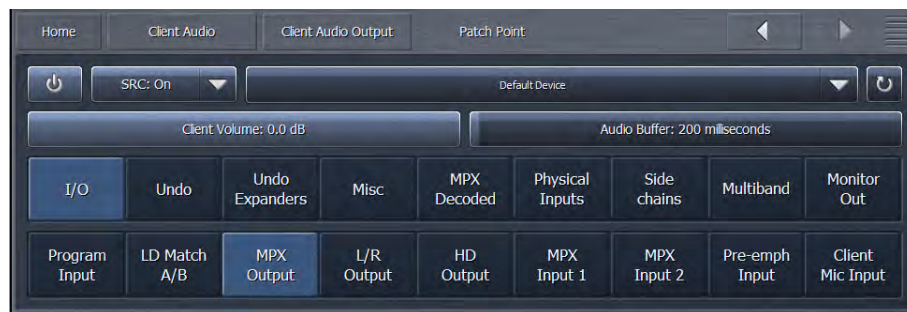 Home Client Audio Client Audio Output Patch Point
SRC: On Default Device
Client Volume: 0.0 dB Audio Buffer: 200 milliseconds
I/O Undo Undo Expanders Misc MPX Decoded Physical Inputs Side chains Multiband Monitor Out
Program Input LD Match A/B MPX Output L/R Output HD Output MPX Input 1 MPX Input 2 Pre-emph Input Client Mic Input